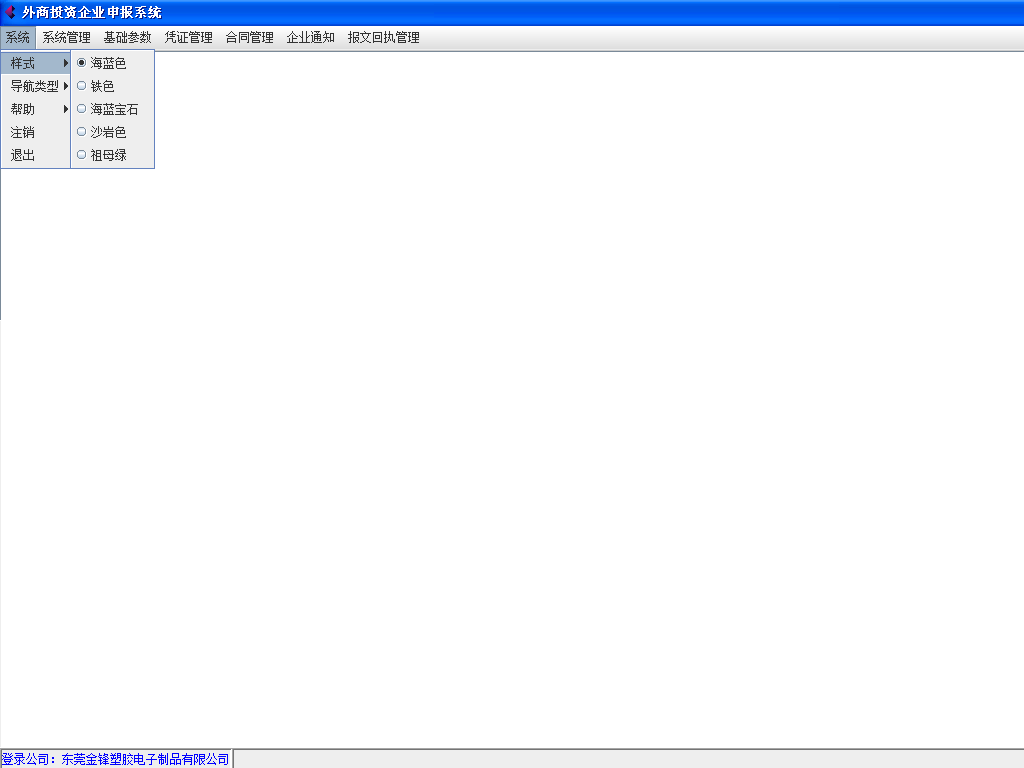 外商投资企业申报系统
系统 系统管理 基础参数 凭证管理 合同管理 企业通知 报文回执管理
样式 海蓝色
导航类型 铁色
帮助 海蓝宝石
注销 沙岩色
退出 祖母绿
登录公司：东莞金锋塑胶电子制品有限公司